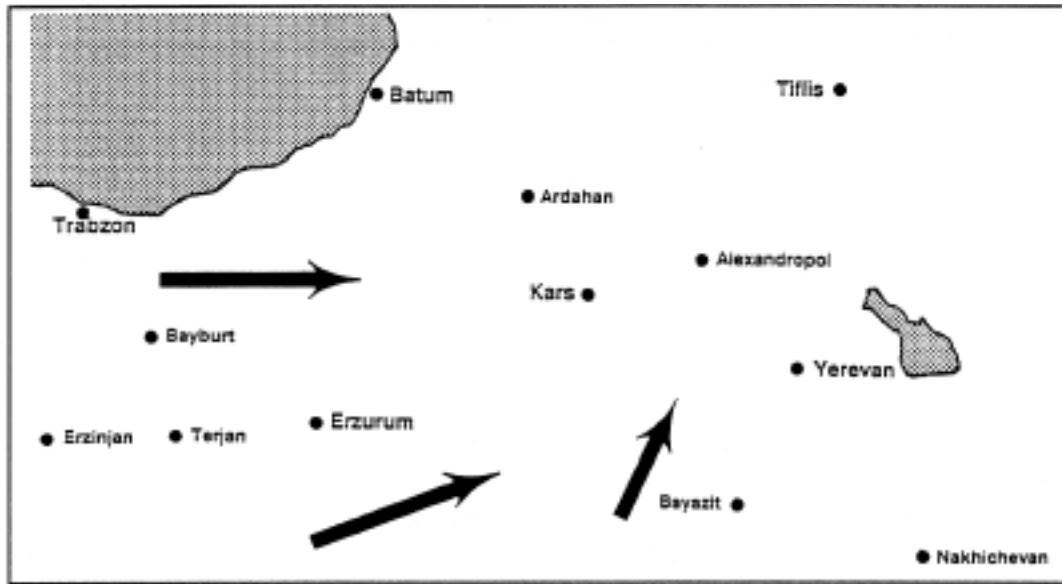 Batum
Tiflis
Ardahan
Trabzon
Alexandropol
Kars
Bayburt
Yerevan
Erzurum
Erzinjan
Terjan
Bayazit
Nakhichevan